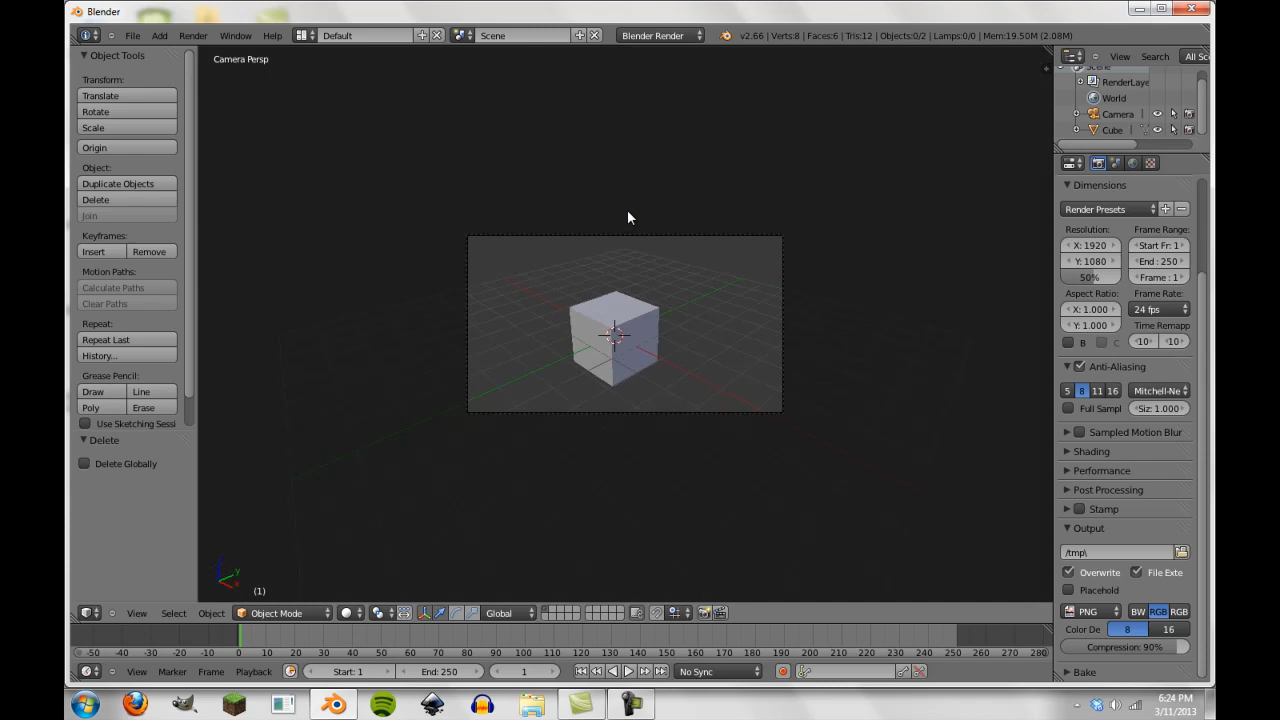 Blender
File Add Render Window Help Default Scene Blender Render v2.66 | Verts:8 | Faces:6 | Tris:12 | Objects:0/2 | Lamps:0/0 | Mem:19.50M (2.08M)
View Search All Sc
Object Tools
Transform:
Translate
Rotate
Scale
Origin
Object:
Duplicate Objects
Delete
Join
Keyframes:
Insert Remove
Motion Paths:
Calculate Paths
Clear Paths
Repeat:
Repeat Last
History...
Grease Pencil:
Draw Line
Poly Erase
Use Sketching Sessi
Delete
Delete Globally
Camera Persp
(1)
z
y
x
Scene
RenderLaye
World
Camera
Cube
Dimensions
Render Presets
Resolution: Frame Range:
X: 1920 Start Fr: 1
Y: 1080 End : 250
50% Frame : 1
Aspect Ratio: Frame Rate:
X: 1.000 24 fps
Y: 1.000 Time Remapp
B C 10 10
Anti-Aliasing
5 8 11 16 Mitchell-Ne
Full Sampl Siz: 1.000
Sampled Motion Blur
Shading
Performance
Post Processing
Stamp
Output
/tmp\
Overwrite File Exte
Placehold
PNG BW RGB RGB
Color De 8 16
Compression: 90%
Bake
View Select Object Object Mode Global
-50 -40 -30 -20 -10 0 10 20 30 40 50 60 70 80 90 100 110 120 130 140 150 160 170 180 190 200 210 220 230 240 250 260 270 280
View Marker Frame Playback Start: 1 End: 250 1 No Sync
6:24 PM
3/11/2013